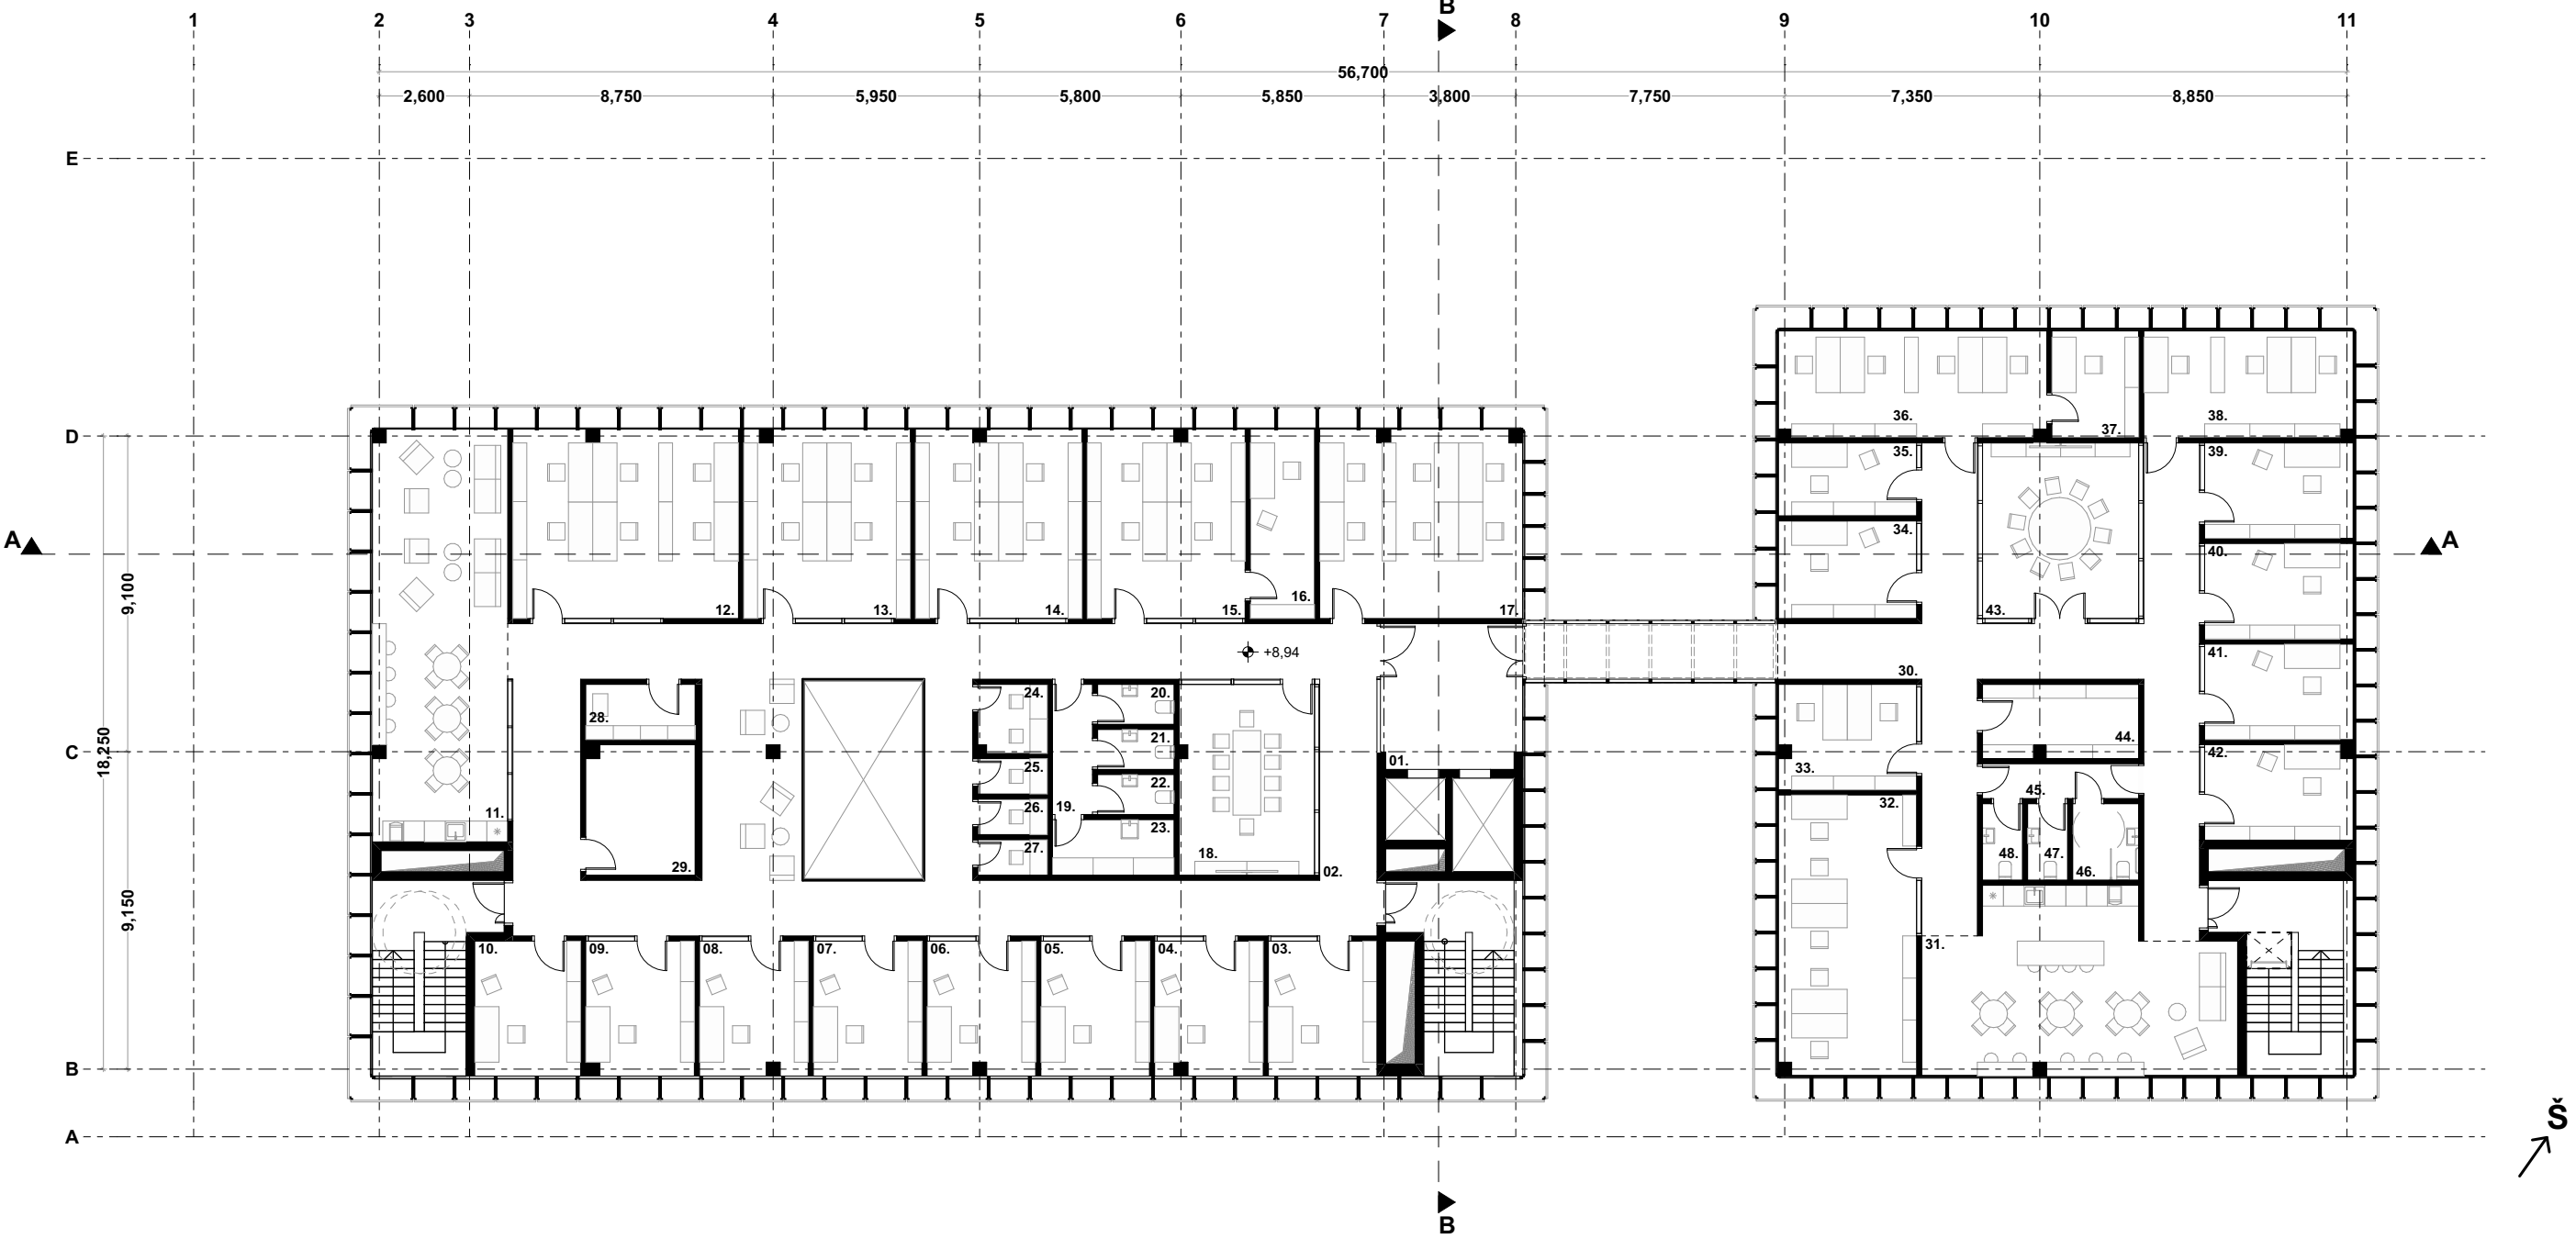 B
1 2 3 4 5 6 7 8 9 10 11
56,700
2,600 8,750 5,950 5,800 5,850 3,800 7,750 7,350 8,850
E
36. 37. 38.
D
35. 39.
34.
A A
40.
9,100
12. 13. 14. 15. 16. 17. 43.
+8,94
41.
30.
24. 20.
28.
21. 44.
18,250
C
01. 42.
25. 33.
22. 45.
26. 19. 32.
11.
23.
27. 18. 48. 47.
29. 02. 46.
9,150
10. 09. 08. 07. 06. 05. 04. 03. 31.
B
Š
A
B